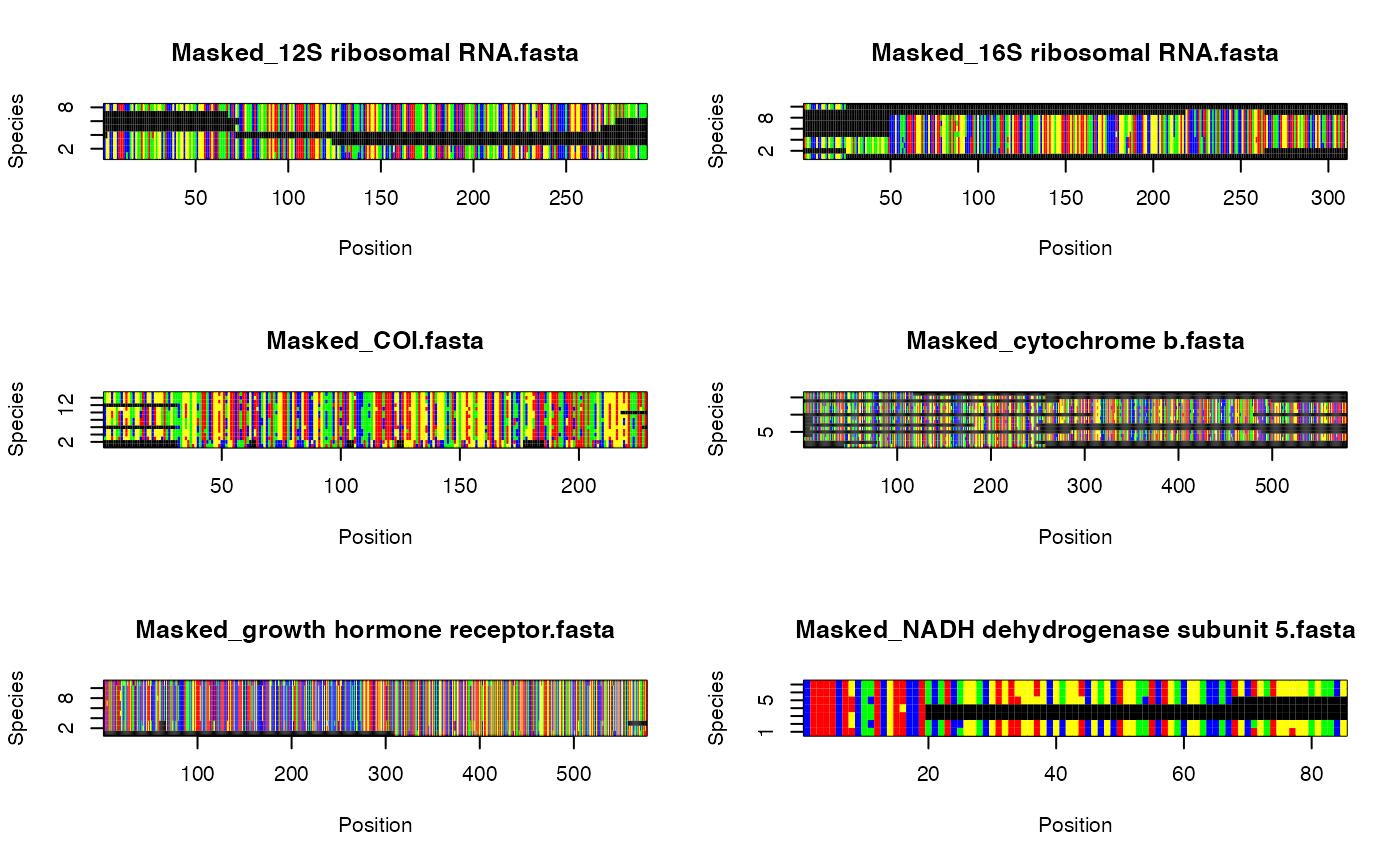 Masked_12S ribosomal RNA.fasta
Species
8
2
50 100 150 200 250
Position
Masked_16S ribosomal RNA.fasta
Species
8
2
50 100 150 200 250 300
Position
Masked_COI.fasta
Species
12
2
50 100 150 200
Position
Masked_cytochrome b.fasta
Species
5
100 200 300 400 500
Position
Masked_growth hormone receptor.fasta
Species
8
2
100 200 300 400 500
Position
Masked_NADH dehydrogenase subunit 5.fasta
Species
5
1
20 40 60 80
Position